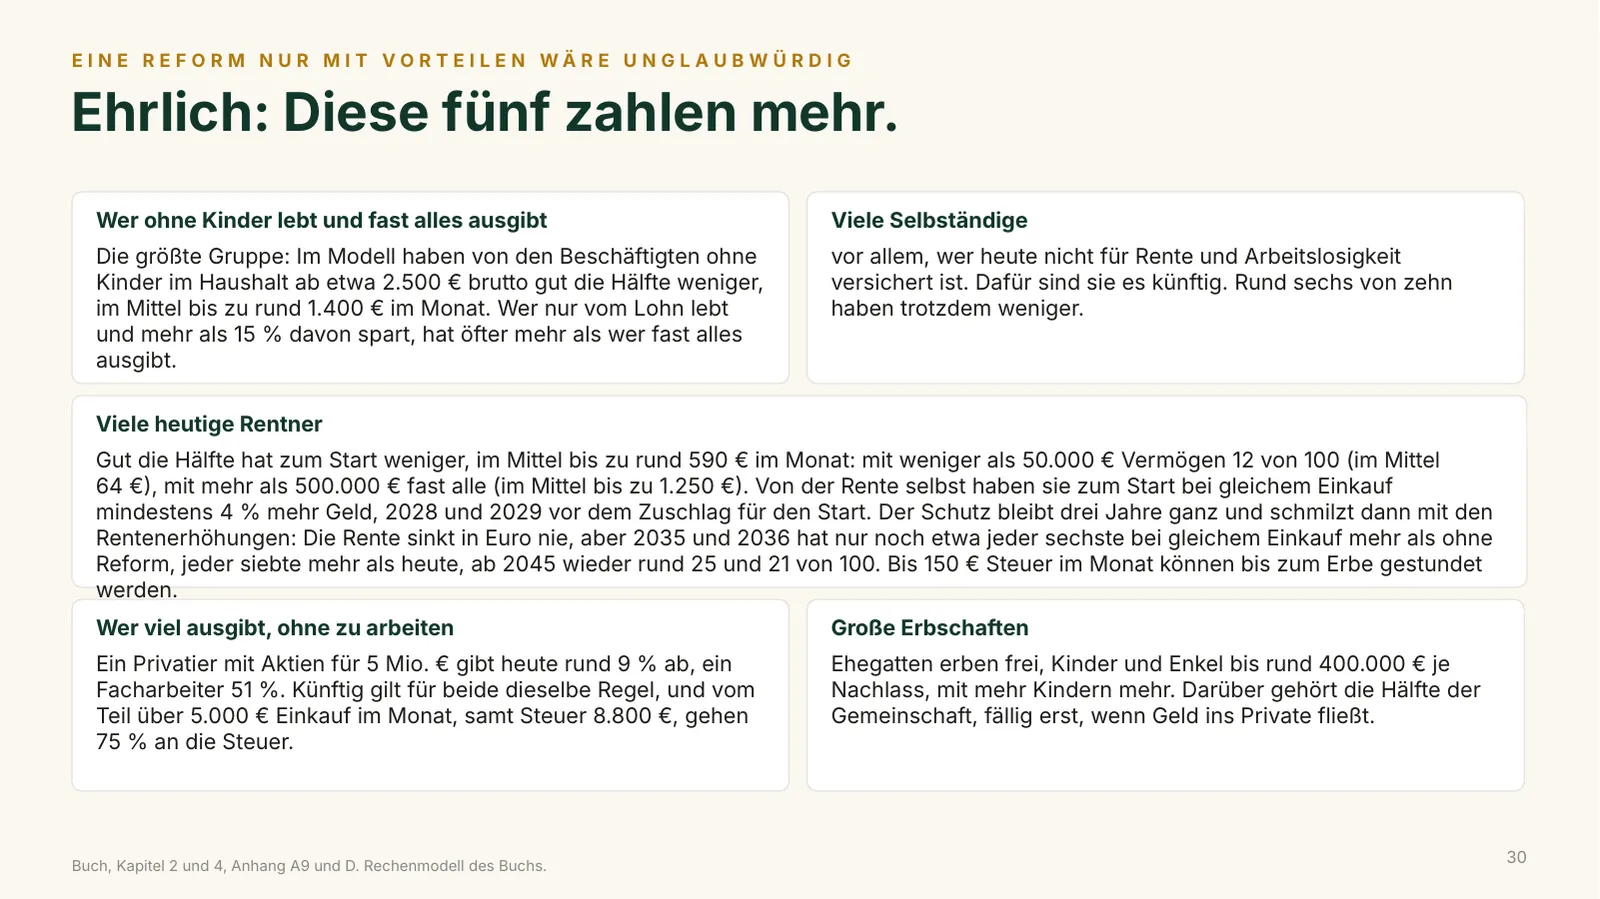 EINE REFORM NUR MIT VORTEILEN WÄRE UNGLAUBWÜRDIG
Ehrlich: Diese fünf zahlen mehr.
Wer ohne Kinder lebt und fast alles ausgibt
Die größte Gruppe: Im Modell haben von den Beschäftigten ohne
Kinder im Haushalt ab etwa 2.500 € brutto gut die Hälfte weniger,
im Mittel bis zu rund 1.400 € im Monat. Wer nur vom Lohn lebt
und mehr als 15 % davon spart, hat öfter mehr als wer fast alles
ausgibt.
Viele Selbständige
vor allem, wer heute nicht für Rente und Arbeitslosigkeit
versichert ist. Dafür sind sie es künftig. Rund sechs von zehn
haben trotzdem weniger.
Viele heutige Rentner
Gut die Hälfte hat zum Start weniger, im Mittel bis zu rund 590 € im Monat: mit weniger als 50.000 € Vermögen 12 von 100 (im Mittel
64 €), mit mehr als 500.000 € fast alle (im Mittel bis zu 1.250 €). Von der Rente selbst haben sie zum Start bei gleichem Einkauf
mindestens 4 % mehr Geld, 2028 und 2029 vor dem Zuschlag für den Start. Der Schutz bleibt drei Jahre ganz und schmilzt dann mit den
Rentenerhöhungen: Die Rente sinkt in Euro nie, aber 2035 und 2036 hat nur noch etwa jeder sechste bei gleichem Einkauf mehr als ohne
Reform, jeder siebte mehr als heute, ab 2045 wieder rund 25 und 21 von 100. Bis 150 € Steuer im Monat können bis zum Erbe gestundet
werden.
Wer viel ausgibt, ohne zu arbeiten
Ein Privatier mit Aktien für 5 Mio. € gibt heute rund 9 % ab, ein
Facharbeiter 51 %. Künftig gilt für beide dieselbe Regel, und vom
Teil über 5.000 € Einkauf im Monat, samt Steuer 8.800 €, gehen
75 % an die Steuer.
Große Erbschaften
Ehegatten erben frei, Kinder und Enkel bis rund 400.000 € je
Nachlass, mit mehr Kindern mehr. Darüber gehört die Hälfte der
Gemeinschaft, fällig erst, wenn Geld ins Private fließt.
Buch, Kapitel 2 und 4, Anhang A9 und D. Rechenmodell des Buchs.
30